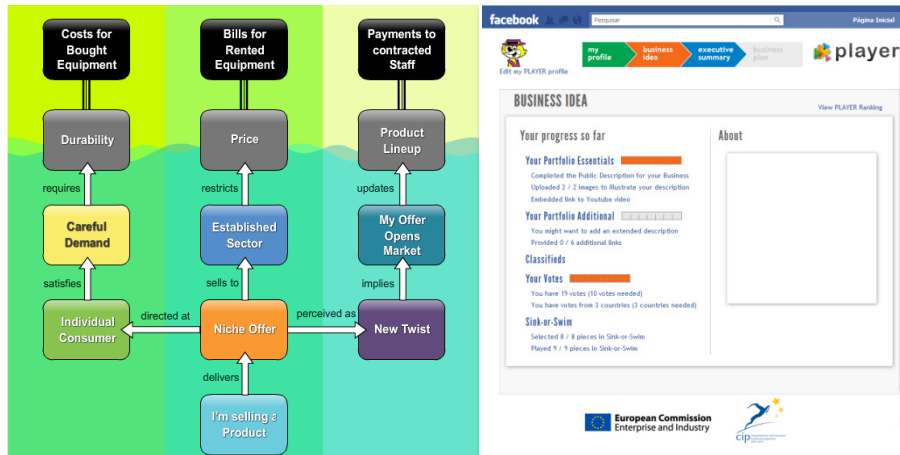 Costs for
Bought
Equipment
Bills for
Rented
Equipment
Payments to
contracted
Staff
Durability
Price
Product
Lineup
requires
restricts
updates
Careful
Demand
Established
Sector
My Offer
Opens
Market
satisfies
sells to
implies
Individual
Consumer
directed at
Niche Offer
perceived as
New Twist
delivers
I'm selling a
Product
facebook
Pesquisar
Página Inicial
Edit my PLAYER profile
my
profile
business
idea
executive
summary
business
plan
player
BUSINESS IDEA
View PLAYER Ranking
Your progress so far
Your Portfolio Essentials
Completed the Public Description for your Business
Uploaded 2 / 2 images to illustrate your description
Embedded link to Youtube video
Your Portfolio Additional
You might want to add an extended description
Provided 0 / 6 additional links
Classifieds
Your Votes
You have 19 votes (10 votes needed)
You have votes from 3 countries (3 countries needed)
Sink-or-Swim
Selected 8 / 8 pieces in Sink-or-Swim
Played 9 / 9 pieces in Sink-or-Swim
About
European Commission
Enterprise and Industry
cip